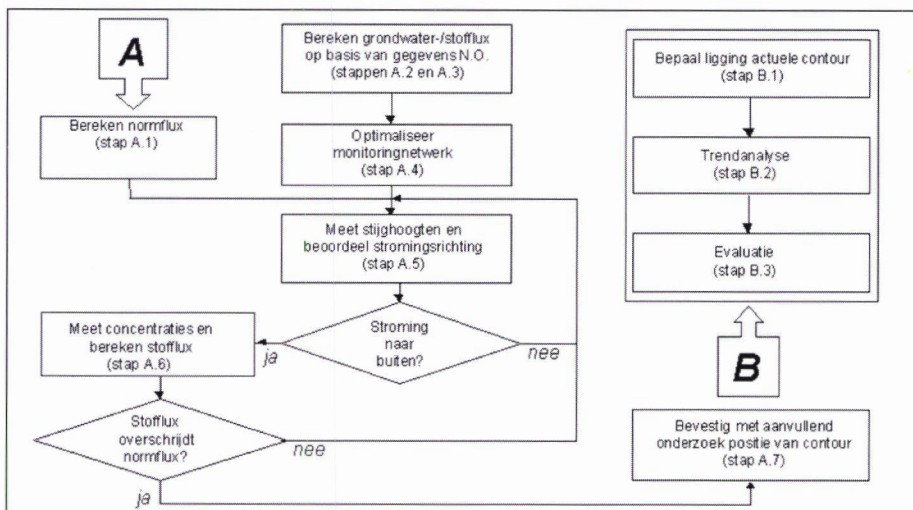 A
Bereken normflux
(stap A.1)
Bereken grondwater-/stofflux
op basis van gegevens N.O.
(stappen A.2 en A.3)
Optimaliseer
monitoringnetwerk
(stap A.4)
Meet stijghoogten en
beoordeel stromingsrichting
(stap A.5)
Stroming
naar
buiten?
ja
nee
Meet concentraties en
bereken stofflux
(stap A.6)
Stofflux
overschrijdt
normflux?
nee
ja
Bepaal ligging actuele contour
(stap B.1)
Trendanalyse
(stap B.2)
Evaluatie
(stap B.3)
B
Bevestig met aanvullend
onderzoek positie van contour
(stap A.7)